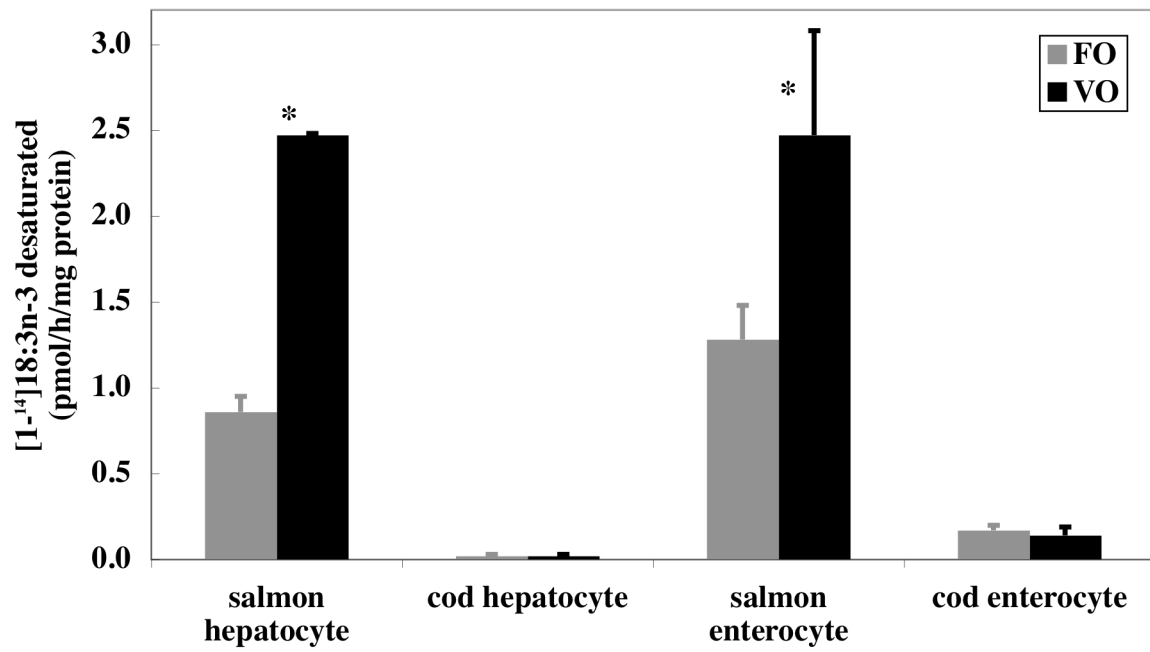 [1-¹⁴]18:3n-3 desaturated
(pmol/h/mg protein)
3.0
2.5
2.0
1.5
1.0
0.5
0.0
*
*
FO
VO
salmon
hepatocyte
cod hepatocyte
salmon
enterocyte
cod enterocyte